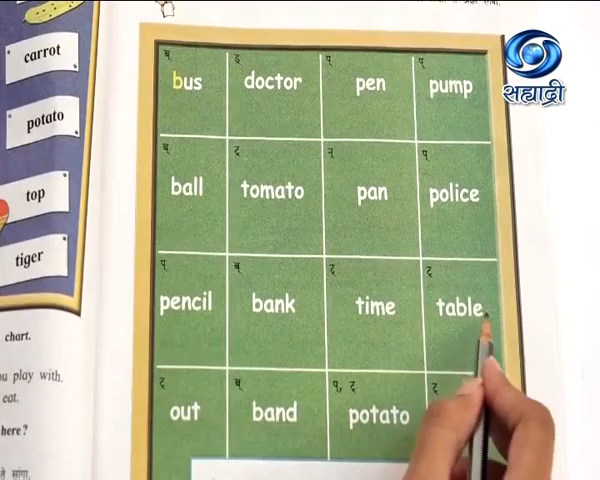 carrot
potato
top
tiger
chart.
ou play with.
eat.
here?
ते सांगा.
सह्याद्री
ब् ड् प् प्
bus doctor pen pump
ब् ट् न् प्
ball tomato pan police
प् ब् ट् ट्
pencil bank time table
ट् ब् प्, ट् ट्
out band potato